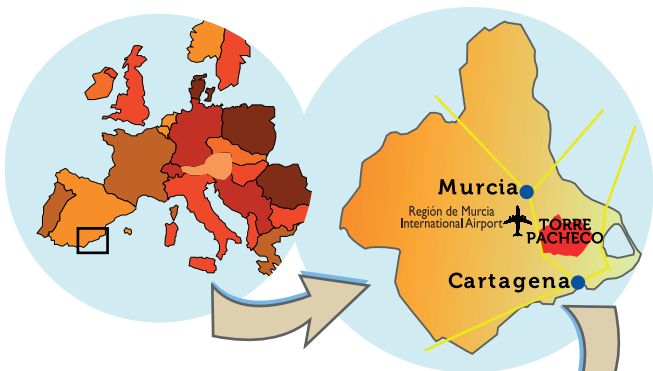 Murcia
Región de Murcia
International Airport
TORRE
PACHECO
Cartagena